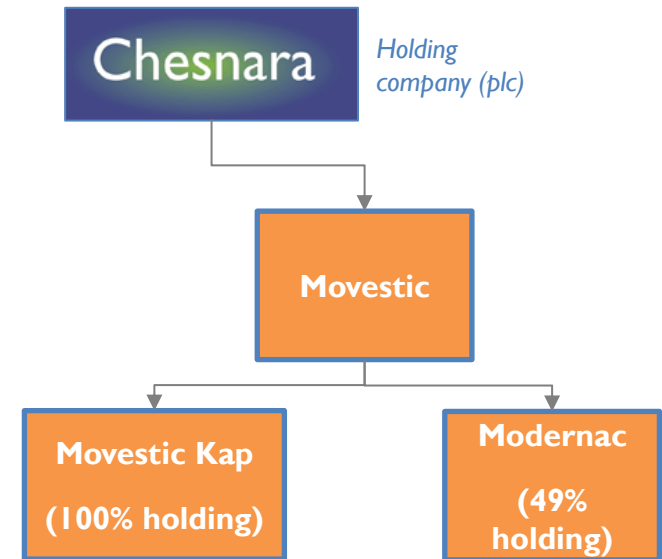 Chesnara
Holding
company (plc)
Movestic
Movestic Kap
(100% holding)
Modernac
(49%
holding)